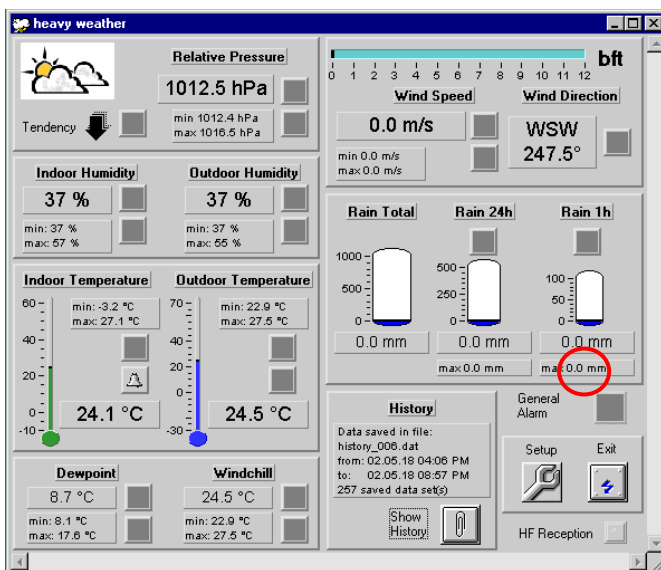 heavy weather
Relative Pressure
1012.5 hPa
Tendency
min 1012.4 hPa
max 1016.5 hPa
0 1 2 3 4 5 6 7 8 9 10 11 12
bft
Wind Speed
Wind Direction
0.0 m/s
min 0.0 m/s
max 0.0 m/s
WSW
247.5°
Indoor Humidity
Outdoor Humidity
37 %
37 %
min: 37 %
max: 57 %
min: 37 %
max: 55 %
Rain Total
Rain 24h
Rain 1h
1000
500
0
500
250
0
100
50
0
0.0 mm
0.0 mm
0.0 mm
max 0.0 mm
max 0.0 mm
Indoor Temperature
Outdoor Temperature
60
40
20
0
-10
min: -3.2 °C
max: 27.1 °C
24.1 °C
70
40
20
0
-30
min: 22.9 °C
max: 27.5 °C
24.5 °C
Dewpoint
Windchill
8.7 °C
24.5 °C
min: 8.1 °C
max: 17.6 °C
min: 22.9 °C
max: 27.5 °C
History
Data saved in file:
history_006.dat
from: 02.05.18 04:06 PM
to: 02.05.18 08:57 PM
257 saved data set(s)
Show
History
General
Alarm
Setup
Exit
HF Reception